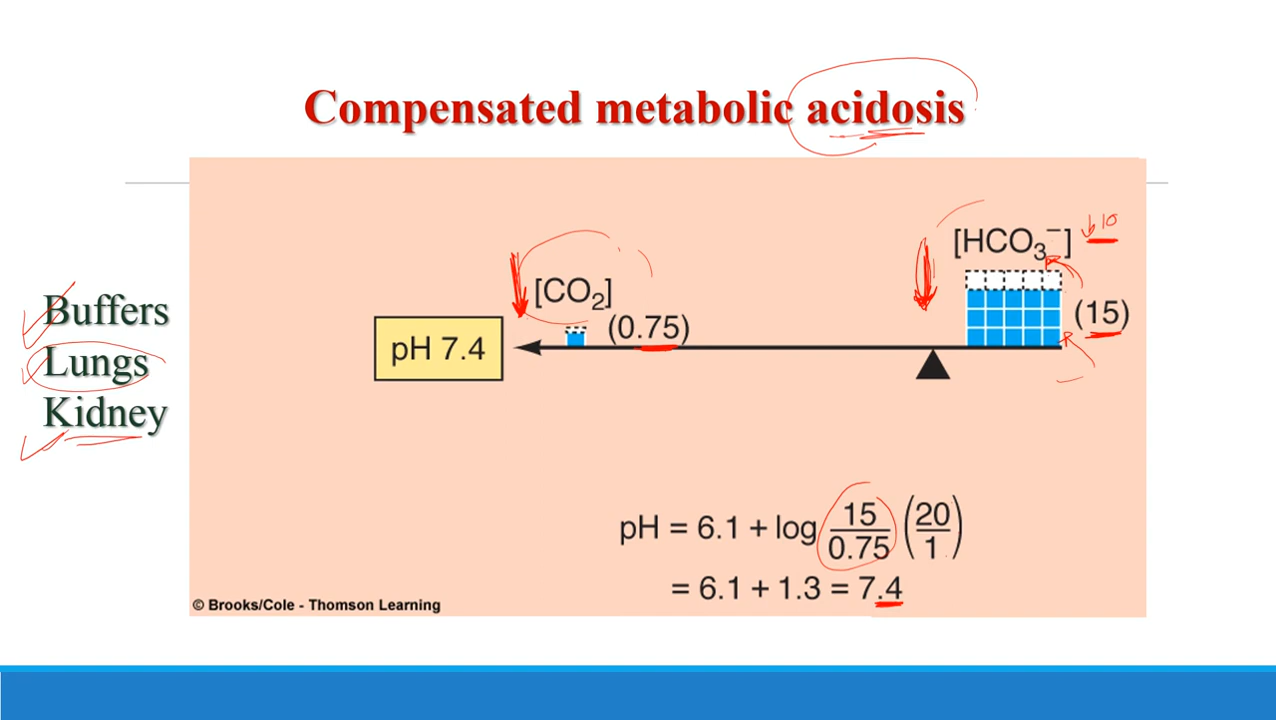 Compensated metabolic acidosis
[HCO₃⁻] ↓10
[CO₂]
(0.75)
(15)
pH 7.4
Buffers
Lungs
Kidney
pH = 6.1 + log 15/0.75 (20/1)
= 6.1 + 1.3 = 7.4
© Brooks/Cole - Thomson Learning